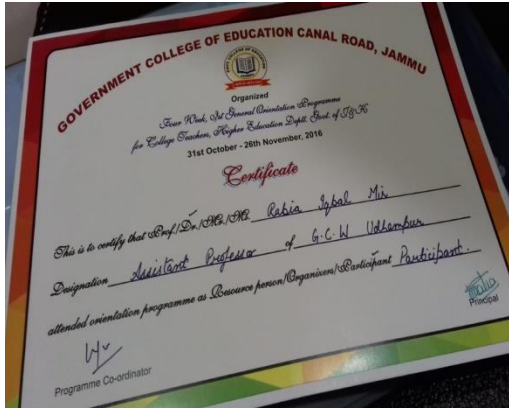 GOVERNMENT COLLEGE OF EDUCATION CANAL ROAD, JAMMU
Organized
Four Week, 1st General Orientation Programme
for College Teachers, Higher Education Deptt. Govt. of J&K
31st October - 26th November, 2016
Certificate
This is to certify that Prof./Dr./Mr./Ms. Rabia Iqbal Mir
Designation Assistant Professor of G.C.W Udhampur
attended orientation programme as Resource person/Organizers/Participant Participant.
Programme Co-ordinator
Principal